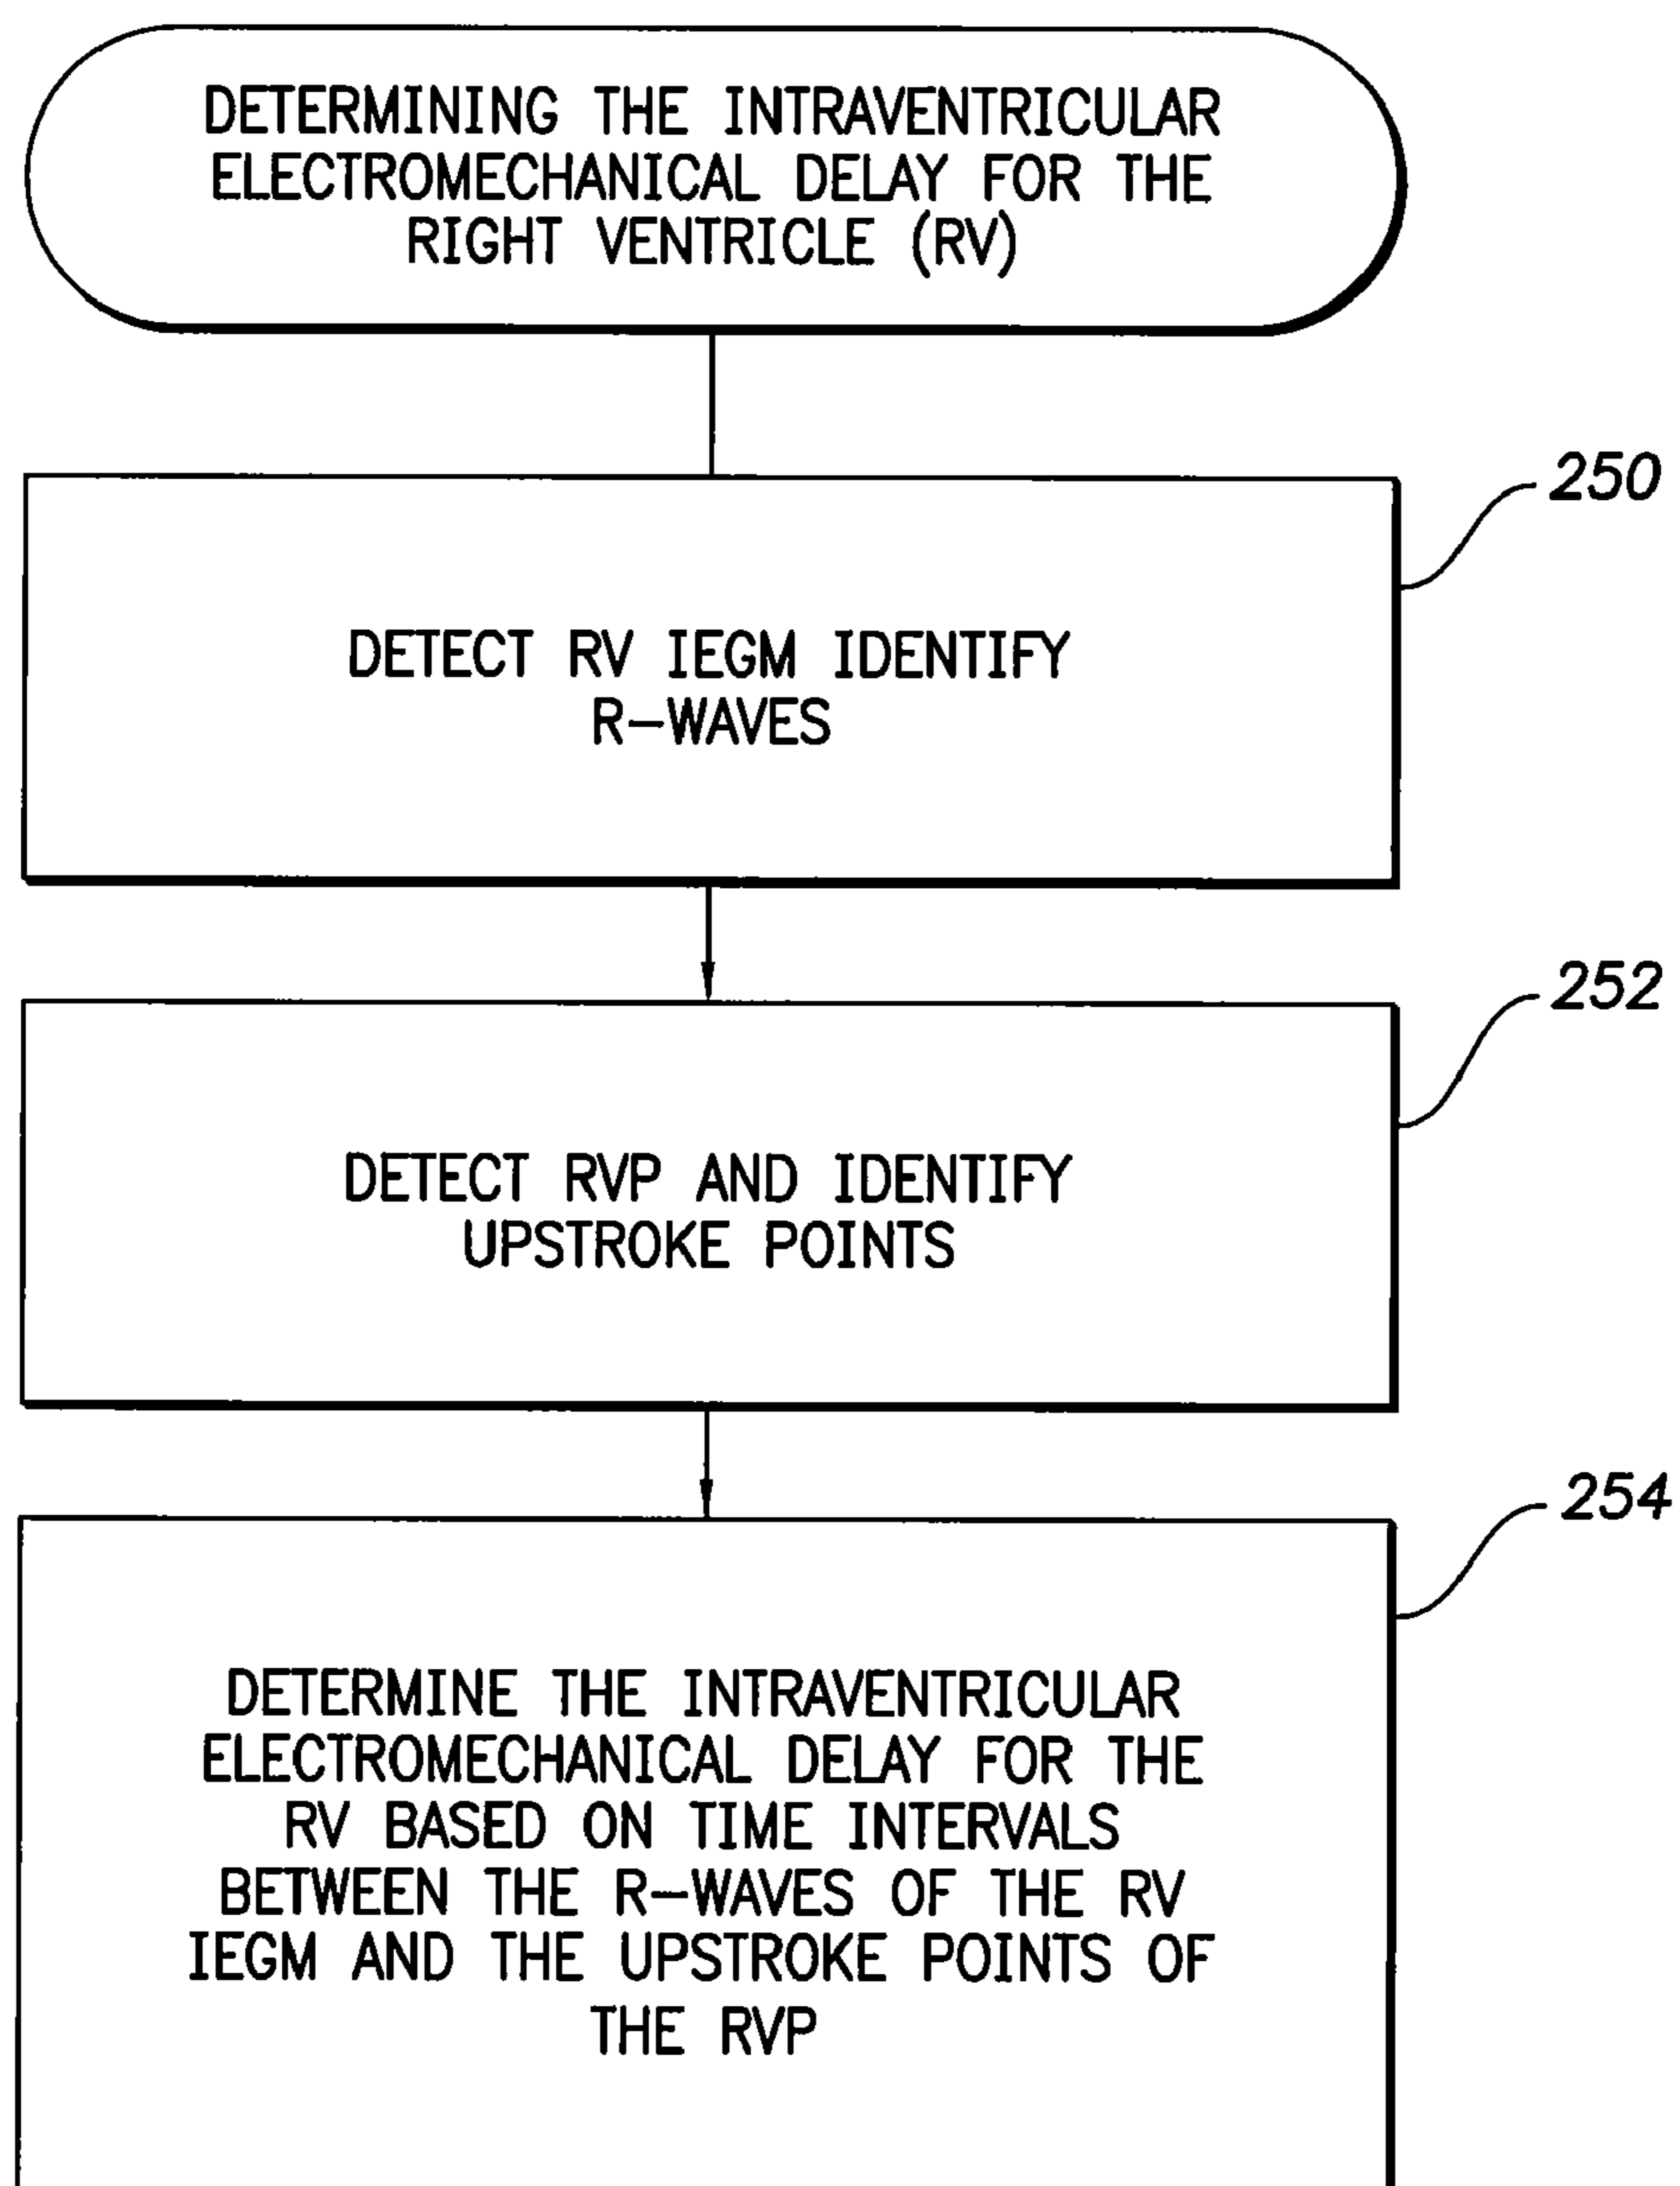 DETERMINING THE INTRAVENTRICULAR
ELECTROMECHANICAL DELAY FOR THE
RIGHT VENTRICLE (RV)
250
DETECT RV IEGM IDENTIFY
R-WAVES
252
DETECT RVP AND IDENTIFY
UPSTROKE POINTS
254
DETERMINE THE INTRAVENTRICULAR
ELECTROMECHANICAL DELAY FOR THE
RV BASED ON TIME INTERVALS
BETWEEN THE R-WAVES OF THE RV
IEGM AND THE UPSTROKE POINTS OF
THE RVP